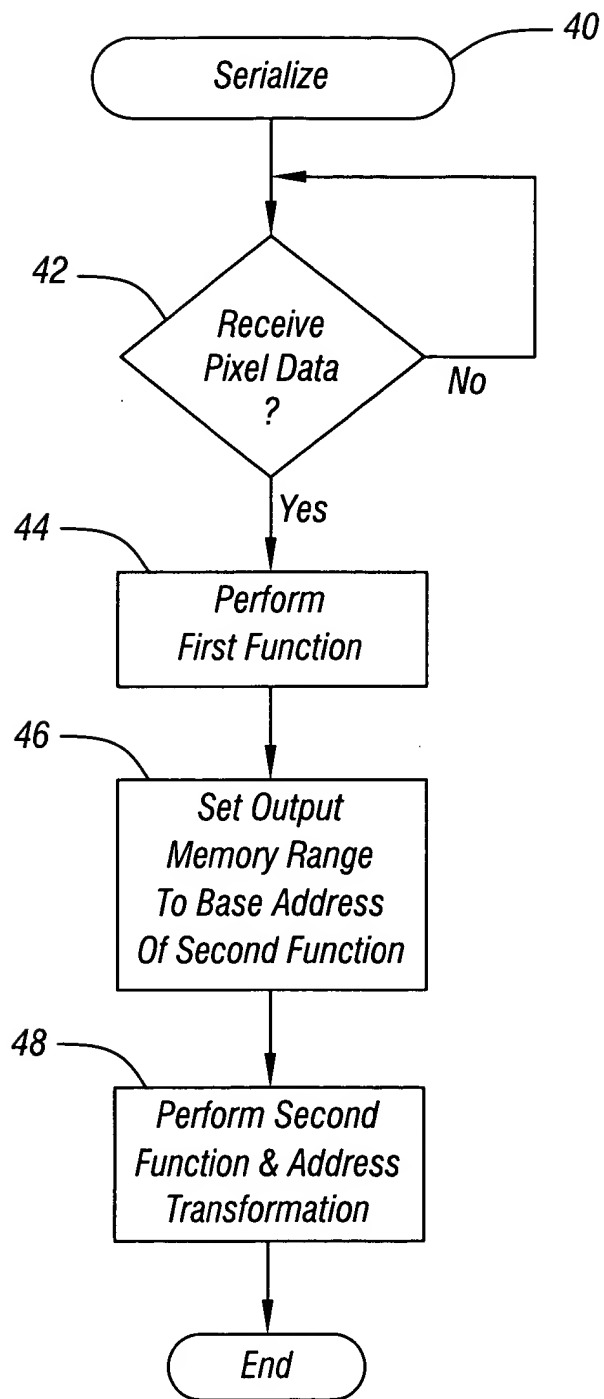 40
Serialize
42
Receive
Pixel Data
?
No
Yes
44
Perform
First Function
46
Set Output
Memory Range
To Base Address
Of Second Function
48
Perform Second
Function & Address
Transformation
End